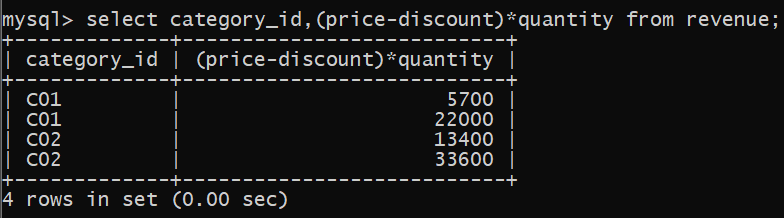 mysql> select category_id,(price-discount)*quantity from revenue;
+-------------+---------------------------+
| category_id | (price-discount)*quantity |
+-------------+---------------------------+
| C01         |                      5700 |
| C01         |                     22000 |
| C02         |                     13400 |
| C02         |                     33600 |
+-------------+---------------------------+
4 rows in set (0.00 sec)